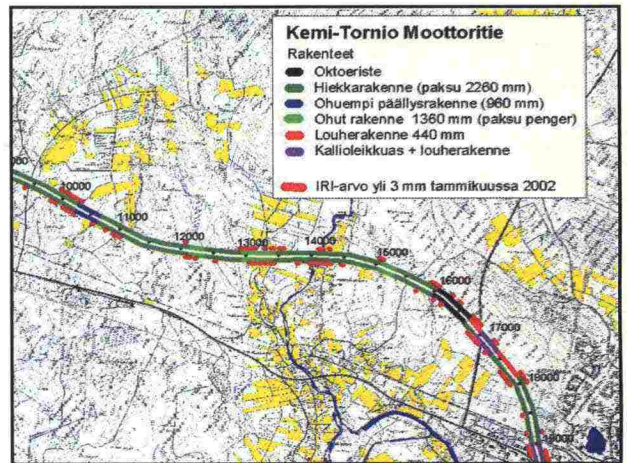 Kemi-Tornio Moottoritie
Rakenteet
Oktoeriste
Hiekkarakenne (paksu 2260 mm)
Ohuempi päällysrakenne (960 mm)
Ohut rakenne 1360 mm (paksu penger)
Louherakenne 440 mm
Kallioleikkuas + louherakenne
IRI-arvo yli 3 mm tammikuussa 2002
10000
11000
12000
13000
14000
15000
16000
17000
18000
19000